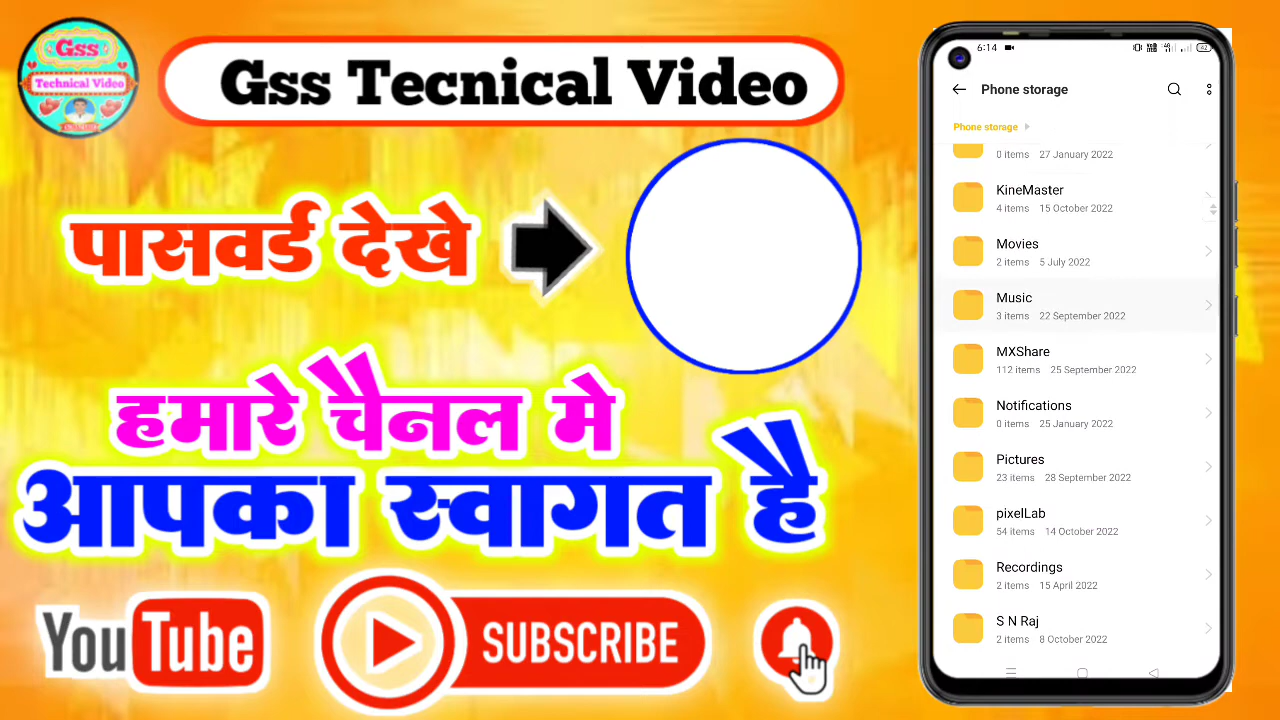 Gss
Technical Video
Gss Tecnical Video
पासवर्ड देखे
हमारे चैनल मे
आपका स्वागत है
YouTube
SUBSCRIBE
6:14
Phone storage
Phone storage
0 items 27 January 2022
KineMaster
4 items 15 October 2022
Movies
2 items 5 July 2022
Music
3 items 22 September 2022
MXShare
112 items 25 September 2022
Notifications
0 items 25 January 2022
Pictures
23 items 28 September 2022
pixelLab
54 items 14 October 2022
Recordings
2 items 15 April 2022
S N Raj
2 items 8 October 2022